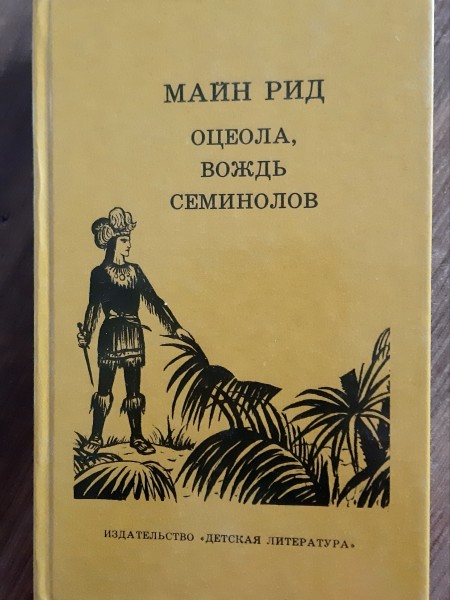 МАЙН РИД
ОЦЕОЛА,
ВОЖДЬ
СЕМИНОЛОВ
ИЗДАТЕЛЬСТВО «ДЕТСКАЯ ЛИТЕРАТУРА»